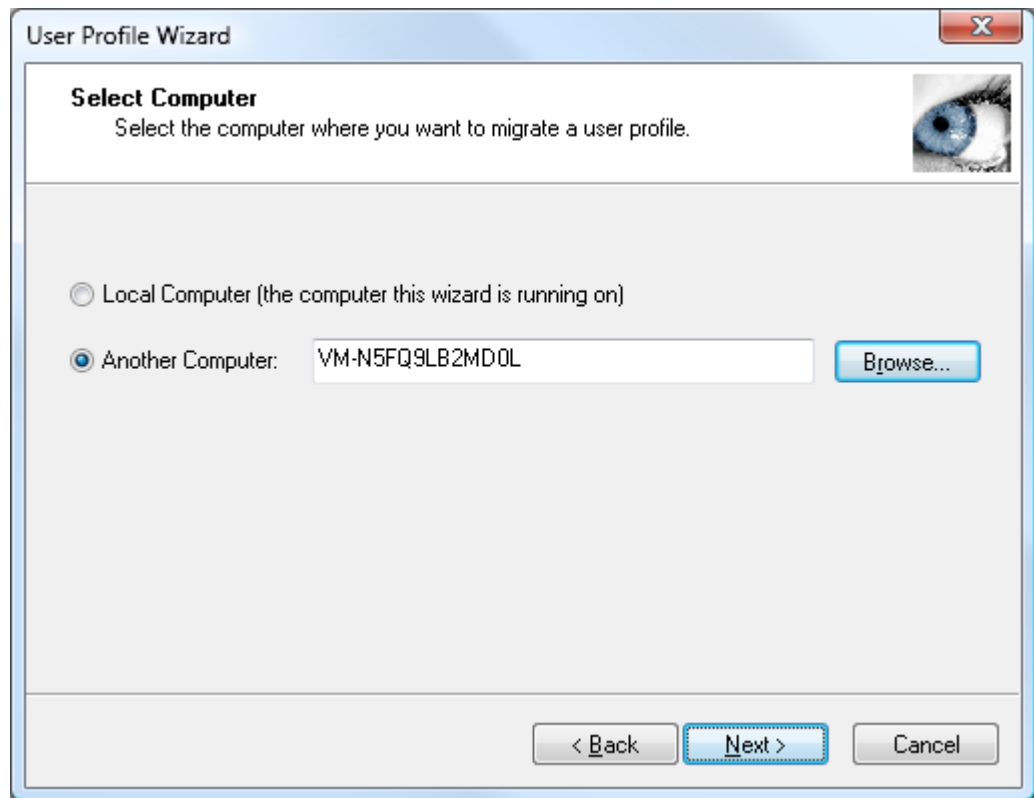 User Profile Wizard
Select Computer
Select the computer where you want to migrate a user profile.
Local Computer (the computer this wizard is running on)
Another Computer: VM-N5FQ9LB2MD0L Browse...
< Back Next > Cancel